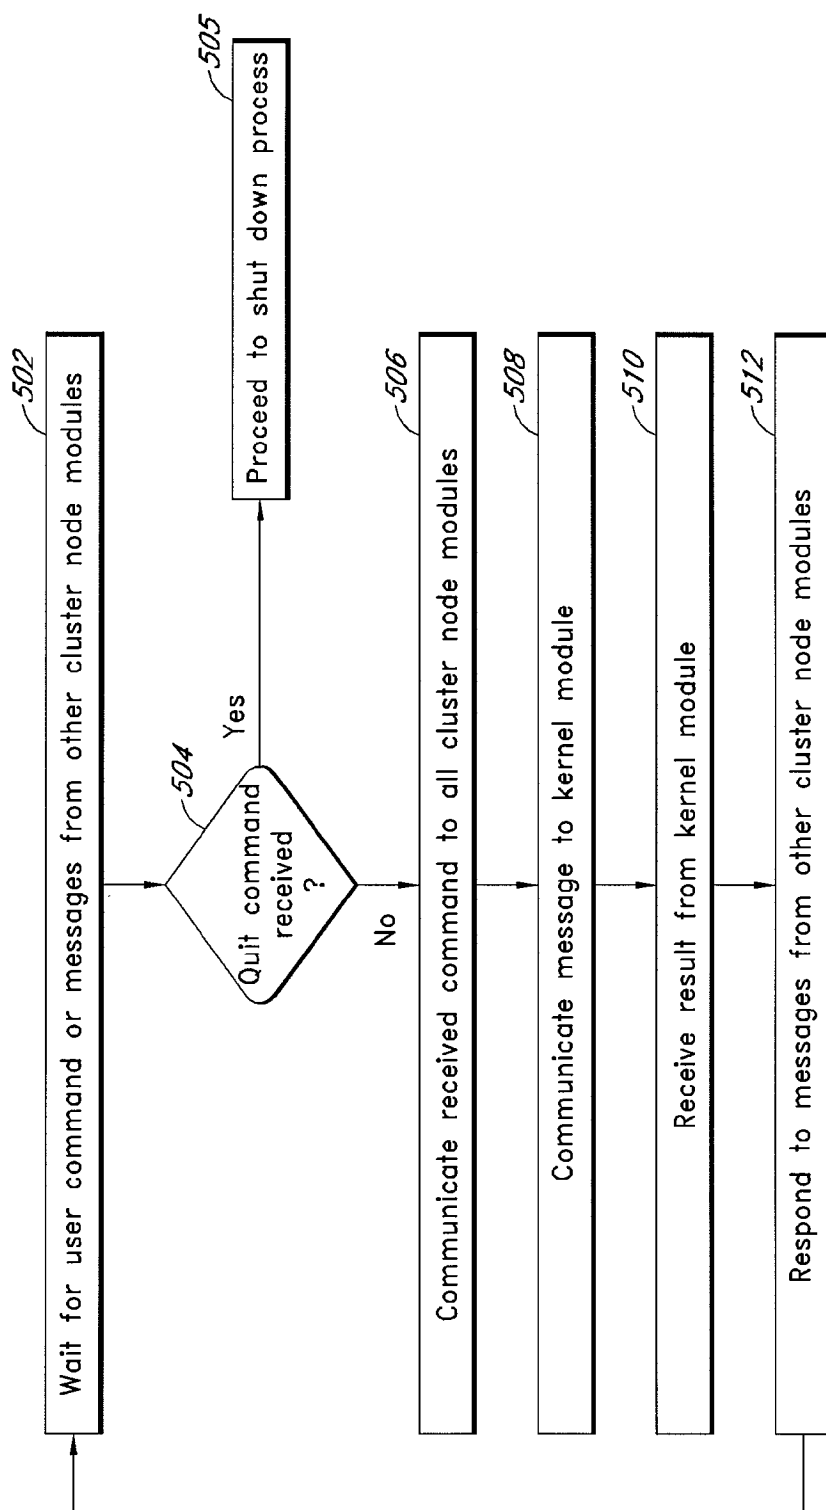 502
Wait for user command or messages from other cluster node modules
504
Quit command
received
?
Yes
505
Proceed to shut down process
No
506
Communicate received command to all cluster node modules
508
Communicate message to kernel module
510
Receive result from kernel module
512
Respond to messages from other cluster node modules